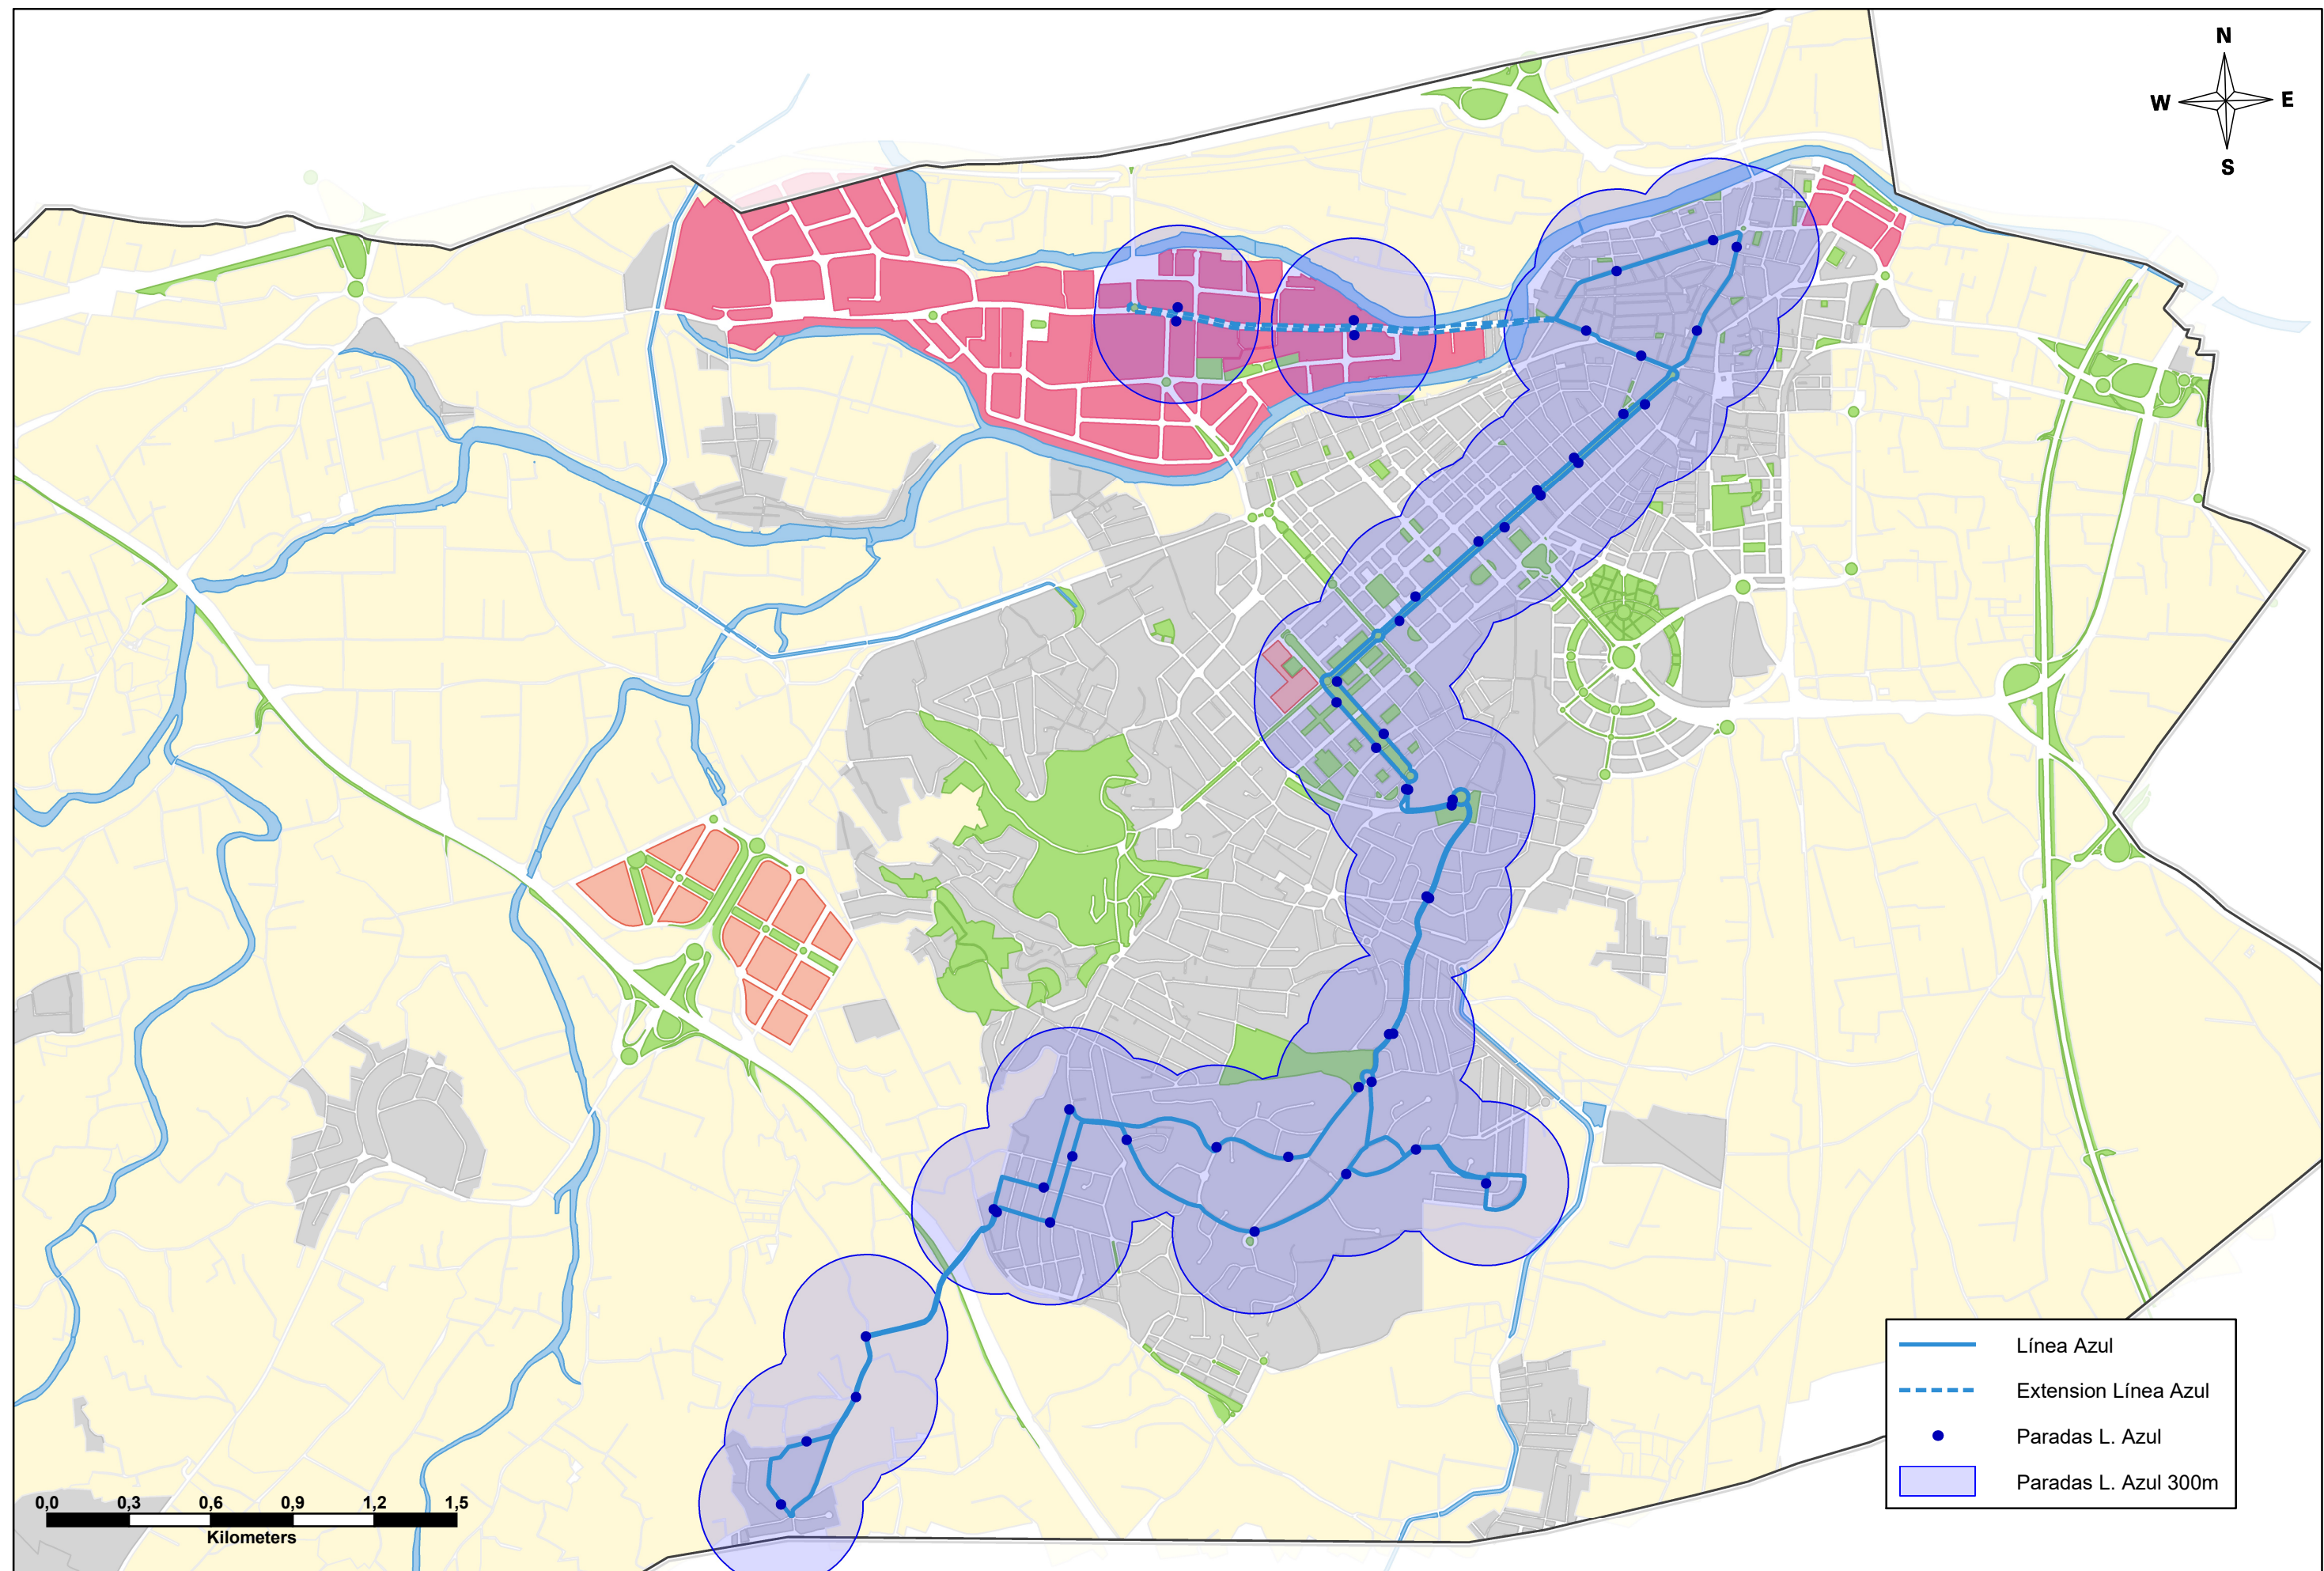 N
W E
S
Línea Azul
Extension Línea Azul
Paradas L. Azul
Paradas L. Azul 300m
0,0 0,3 0,6 0,9 1,2 1,5
Kilometers